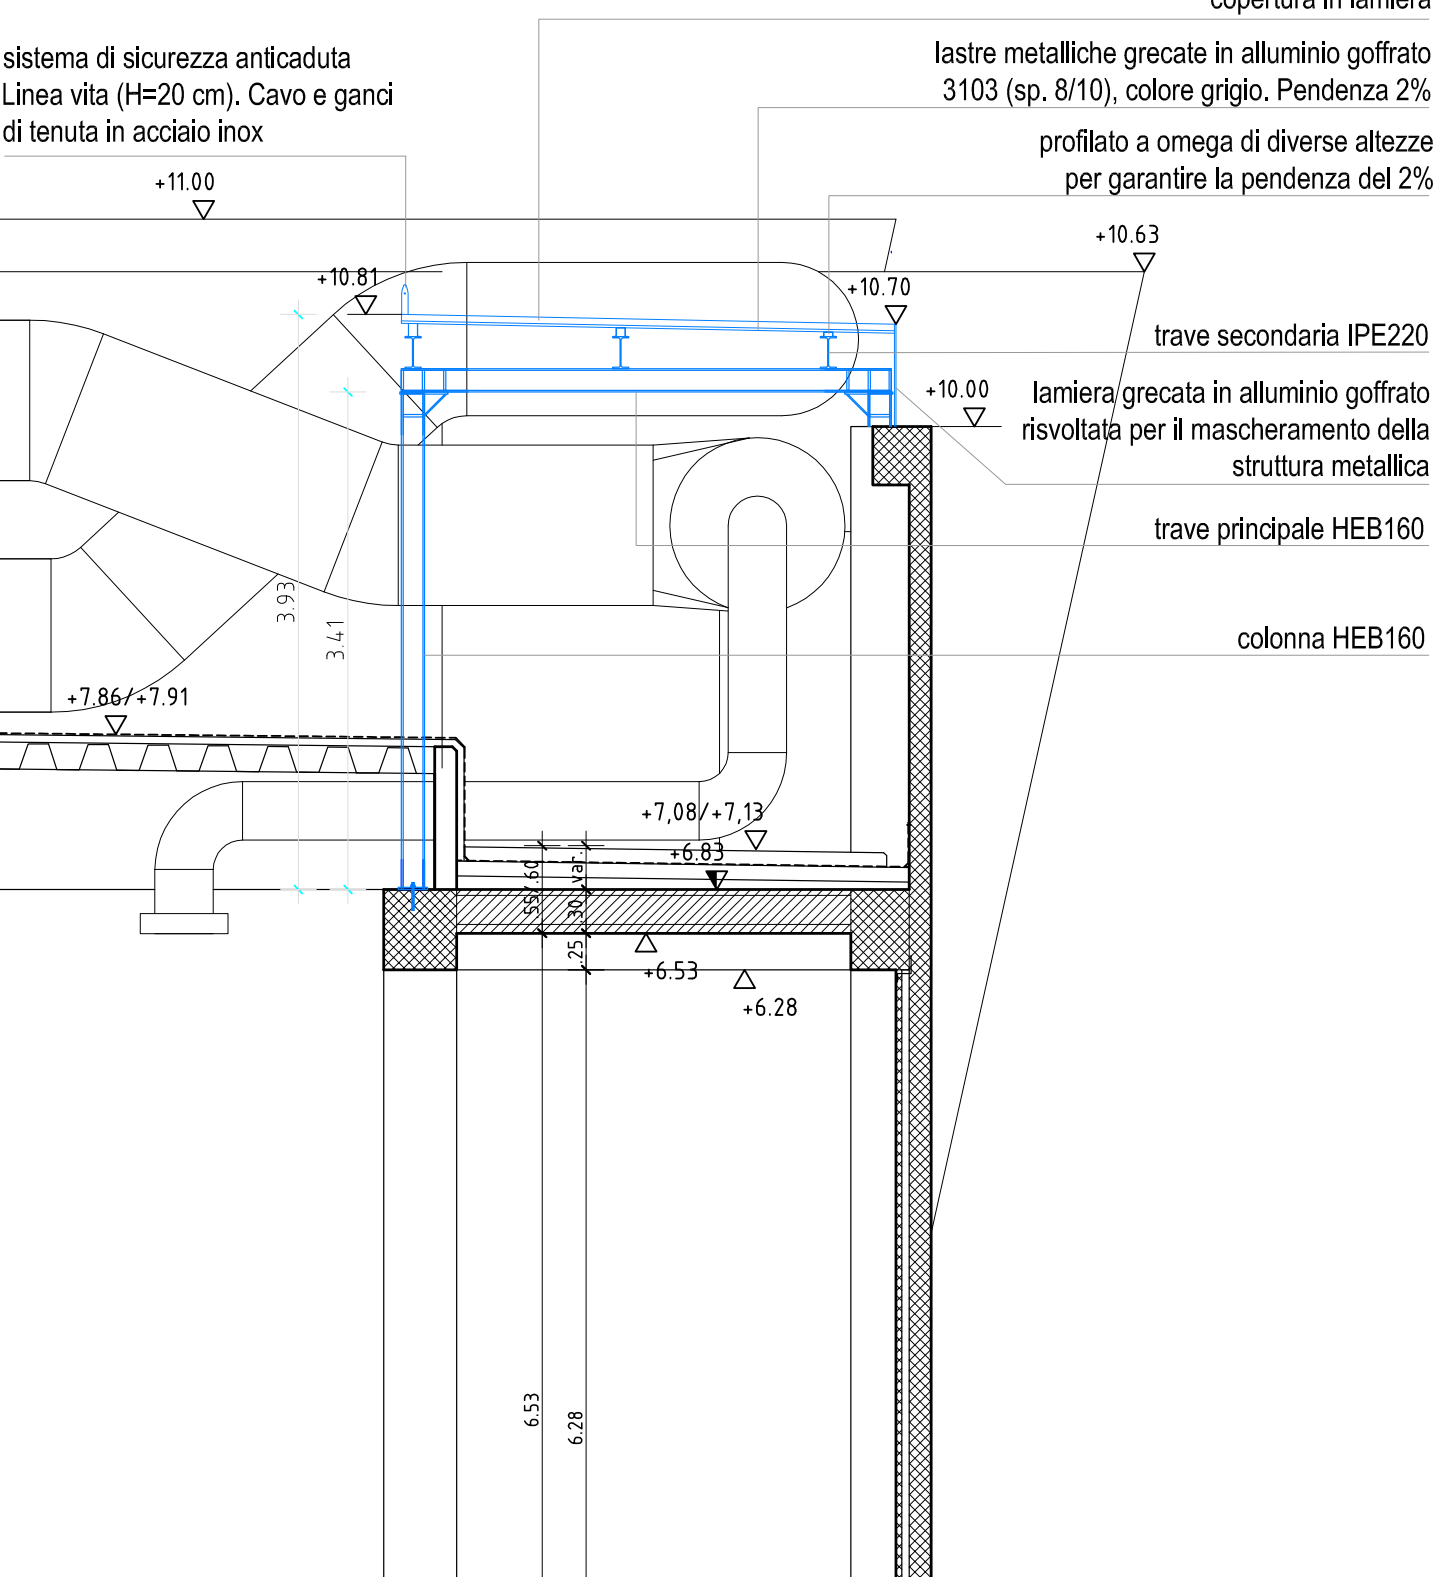 copertura in lamiera
sistema di sicurezza anticaduta
Linea vita (H=20 cm). Cavo e ganci
di tenuta in acciaio inox
lastre metalliche grecate in alluminio goffrato
3103 (sp. 8/10), colore grigio. Pendenza 2%
profilato a omega di diverse altezze
per garantire la pendenza del 2%
+11.00
+10.63
+10.81
+10.70
trave secondaria IPE220
+10.00
lamiera grecata in alluminio goffrato
risvoltata per il mascheramento della
struttura metallica
trave principale HEB160
3.93
3.41
colonna HEB160
+7.86/+7.91
+7,08/+7,13
+6.83
55/.60
.30 var.
.25
+6.53
+6.28
6.53
6.28